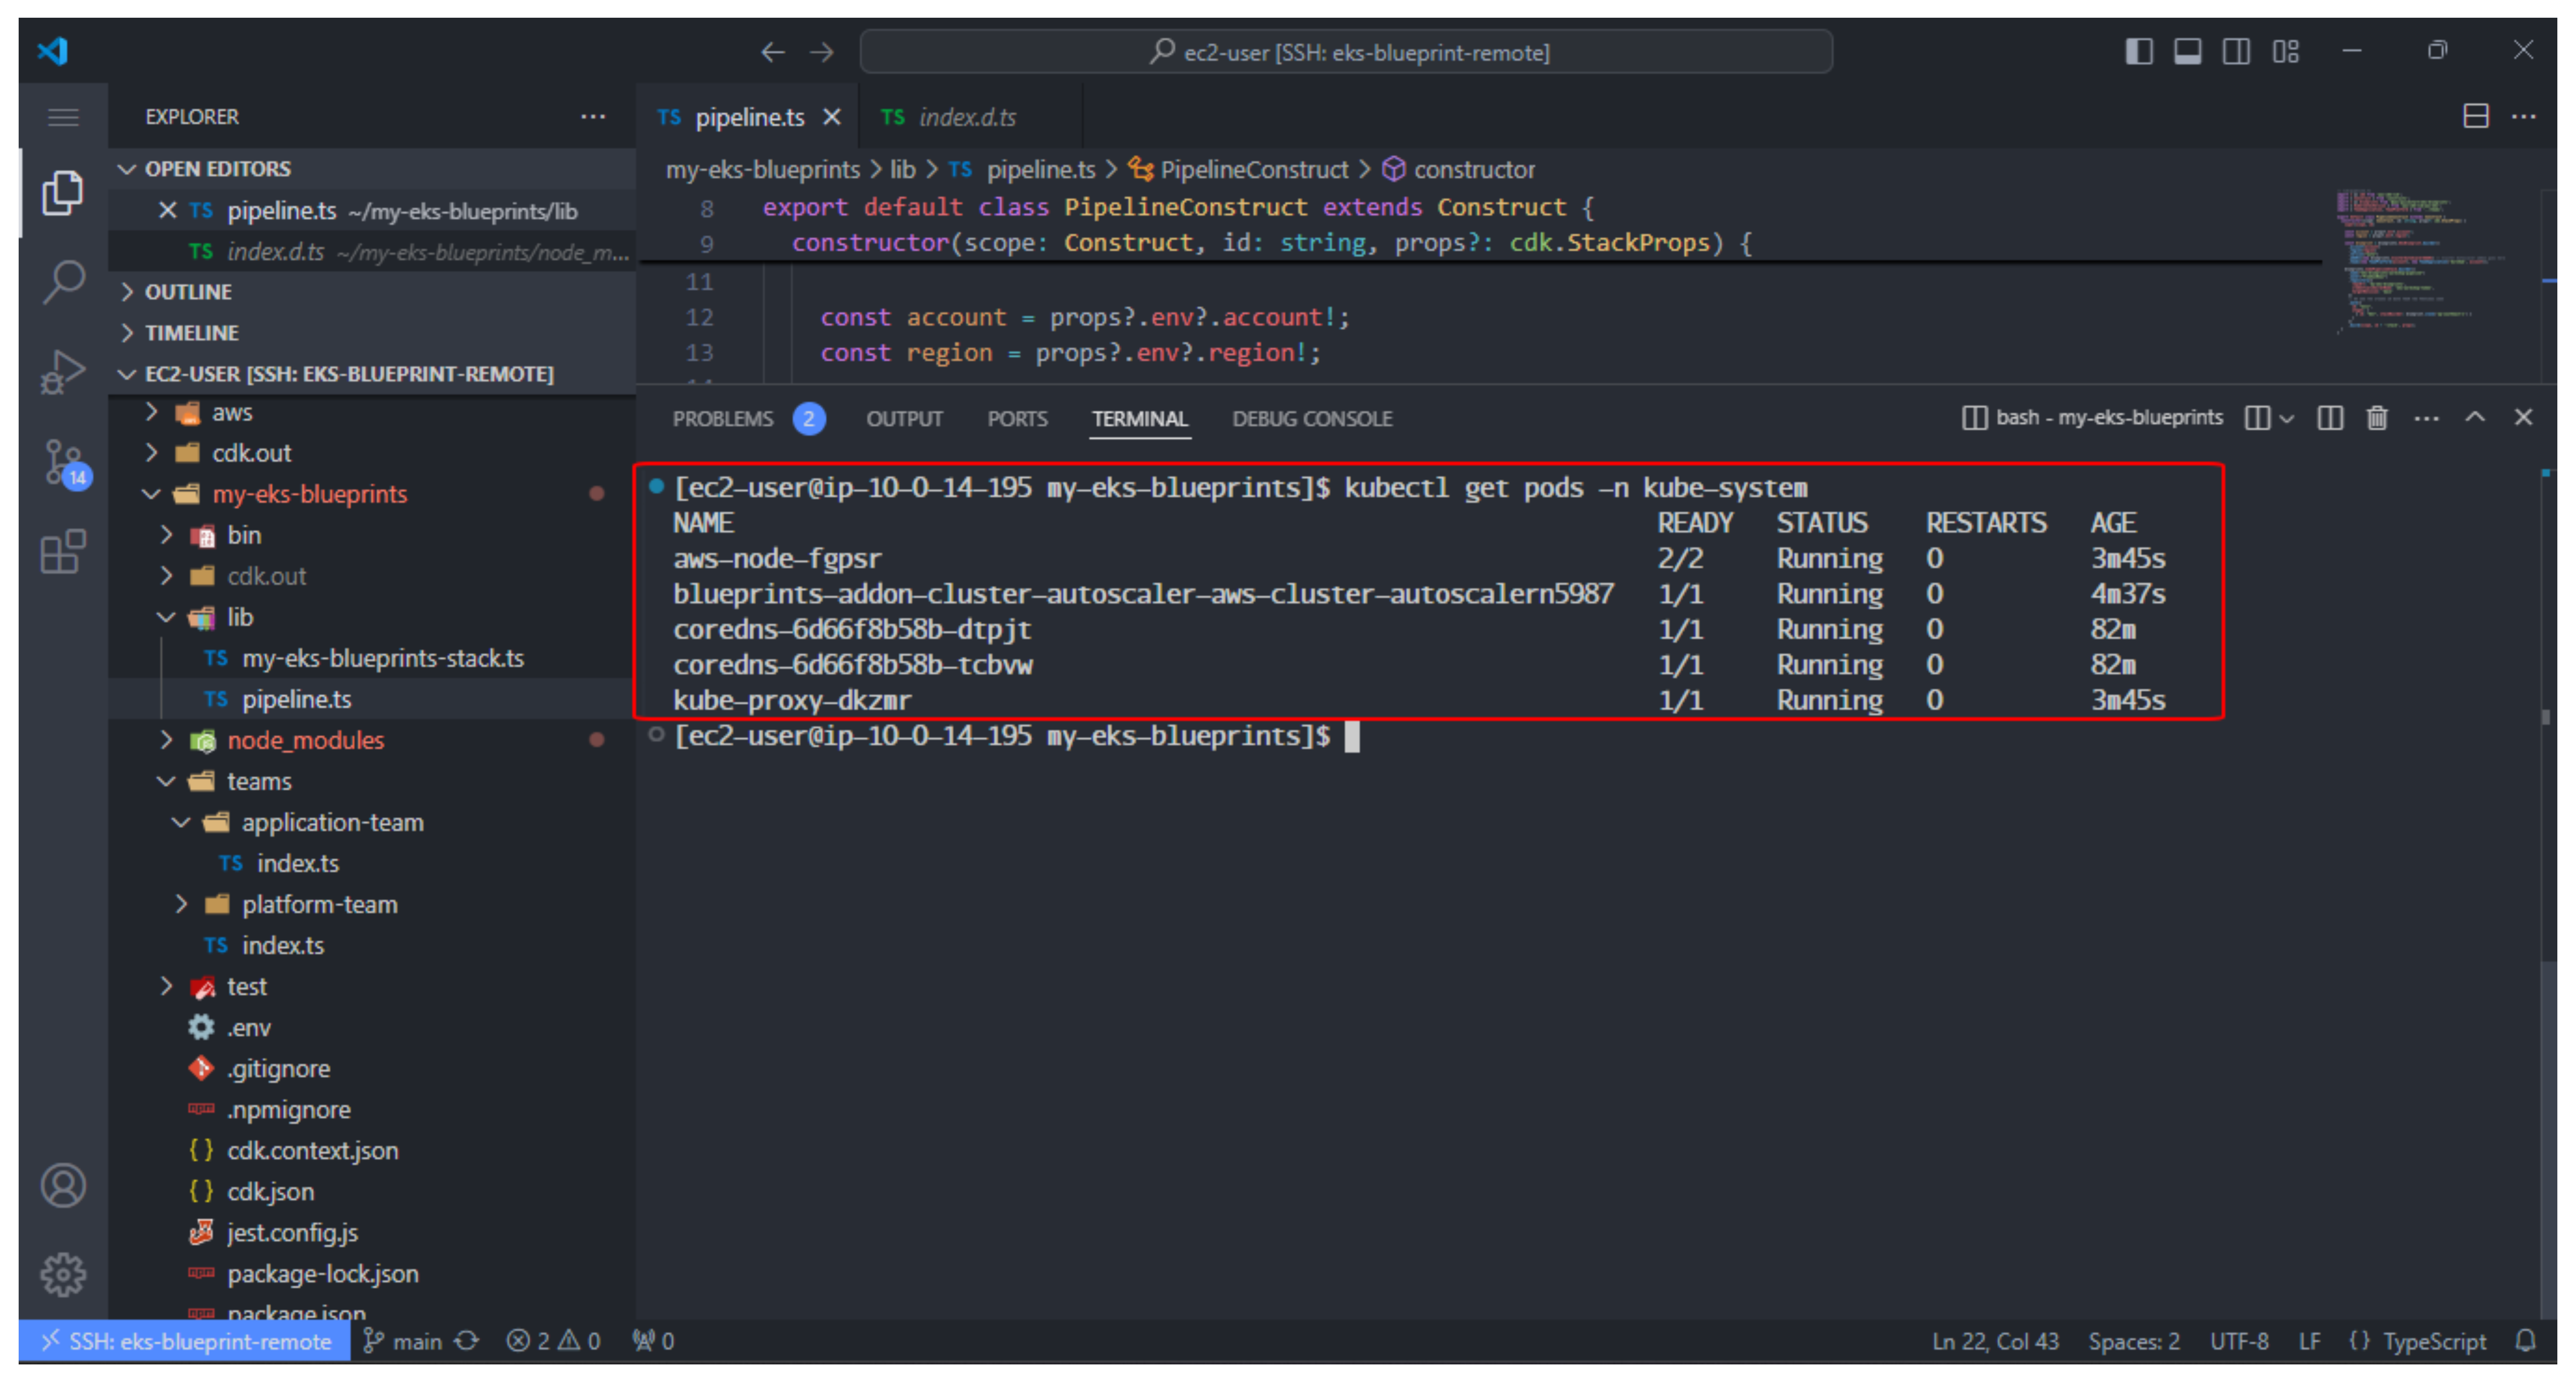 ec2-user [SSH: eks-blueprint-remote]
EXPLORER
OPEN EDITORS
TS pipeline.ts ~/my-eks-blueprints/lib
TS index.d.ts ~/my-eks-blueprints/node_m...
OUTLINE
TIMELINE
EC2-USER [SSH: EKS-BLUEPRINT-REMOTE]
aws
cdk.out
my-eks-blueprints
bin
cdk.out
lib
TS my-eks-blueprints-stack.ts
TS pipeline.ts
node_modules
teams
application-team
TS index.ts
platform-team
TS index.ts
test
.env
.gitignore
.npmignore
{ } cdk.context.json
{ } cdk.json
jest.config.js
package-lock.json
package.json
14
TS pipeline.ts
TS index.d.ts
my-eks-blueprints > lib > TS pipeline.ts > PipelineConstruct > constructor
8 export default class PipelineConstruct extends Construct {
9 constructor(scope: Construct, id: string, props?: cdk.StackProps) {
11
12 const account = props?.env?.account!;
13 const region = props?.env?.region!;
PROBLEMS 2 OUTPUT PORTS TERMINAL DEBUG CONSOLE
bash - my-eks-blueprints
[ec2-user@ip-10-0-14-195 my-eks-blueprints]$ kubectl get pods -n kube-system
NAME READY STATUS RESTARTS AGE
aws-node-fgpsr 2/2 Running 0 3m45s
blueprints-addon-cluster-autoscaler-aws-cluster-autoscalern5987 1/1 Running 0 4m37s
coredns-6d66f8b58b-dtpjt 1/1 Running 0 82m
coredns-6d66f8b58b-tcbvw 1/1 Running 0 82m
kube-proxy-dkzmr 1/1 Running 0 3m45s
[ec2-user@ip-10-0-14-195 my-eks-blueprints]$
SSH: eks-blueprint-remote main 2 0 0
Ln 22, Col 43 Spaces: 2 UTF-8 LF { } TypeScript